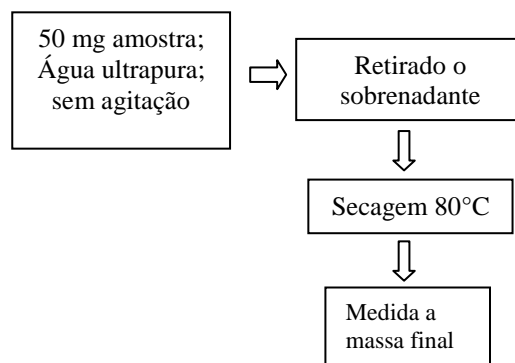 50 mg amostra;
Água ultrapura;
sem agitação
Retirado o
sobrenadante
Secagem 80°C
Medida a
massa final